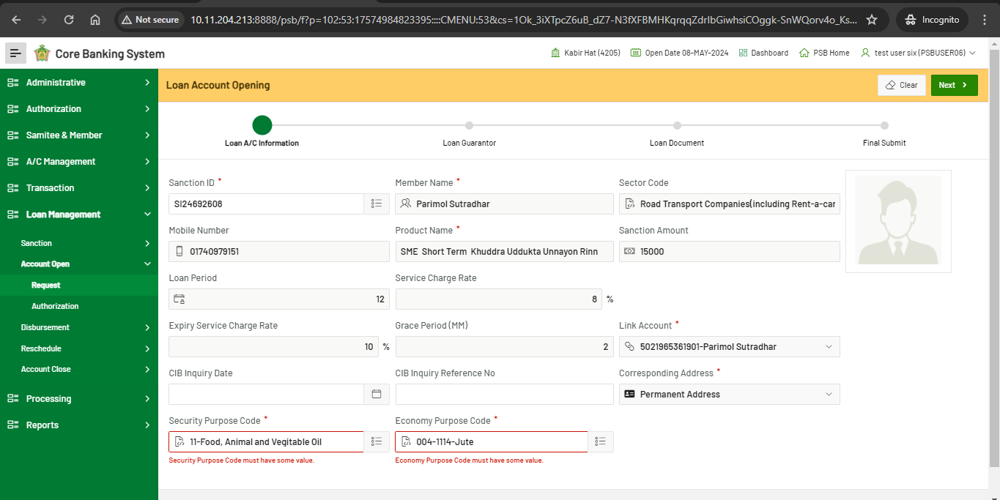 Not secure 10.11.204.213:8888/psb/f?p=102:53:17574984823395::::CMENU:53&cs=1Ok_3iXTpcZ6uB_dZ7-N3fXFBMHKqrqqZdrIbGiwhsiCOggk-SnWQorv4o_Ks... Incognito
Core Banking System Kabir Hat (4205) Open Date 08-MAY-2024 Dashboard PSB Home test user six (PSBUSER06)
Administrative
Authorization
Samitee & Member
A/C Management
Transaction
Loan Management
Sanction
Account Open
Request
Authorization
Disbursement
Reschedule
Account Close
Processing
Reports
Loan Account Opening Clear Next
Loan A/C Information Loan Guarantor Loan Document Final Submit
Sanction ID * Member Name * Sector Code
SI24692608 Parimol Sutradhar Road Transport Companies(including Rent-a-car
Mobile Number Product Name * Sanction Amount
01740979151 SME Short Term Khuddra Uddukta Unnayon Rinn 15000
Loan Period Service Charge Rate
12 8 %
Expiry Service Charge Rate Grace Period (MM) Link Account *
10 % 2 5021965361901-Parimol Sutradhar
CIB Inquiry Date CIB Inquiry Reference No Corresponding Address *
Permanent Address
Security Purpose Code * Economy Purpose Code *
11-Food, Animal and Vegitable Oil 004-1114-Jute
Security Purpose Code must have some value. Economy Purpose Code must have some value.